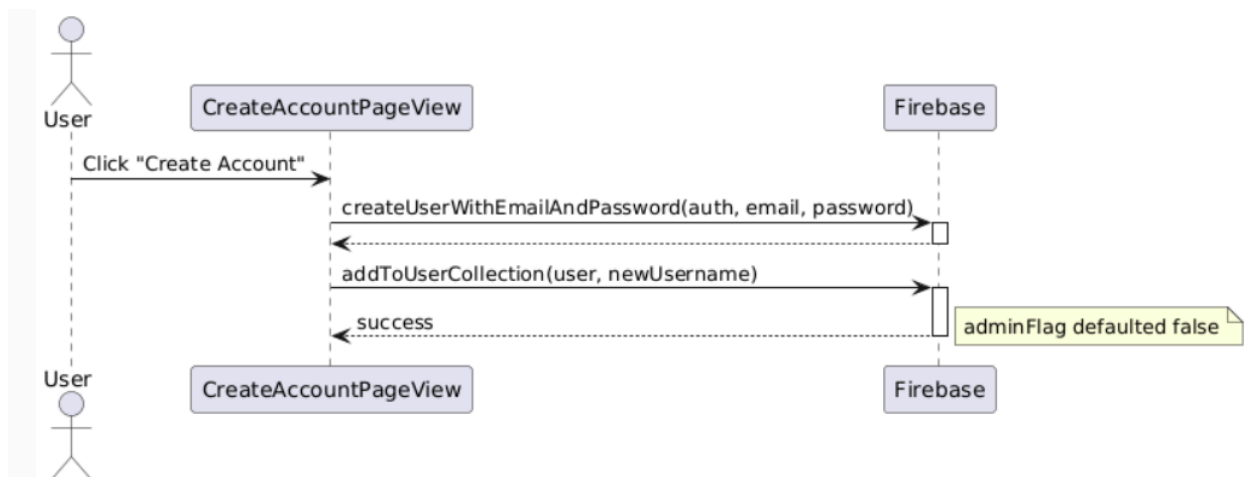 User
CreateAccountPageView
Firebase
Click "Create Account"
createUserWithEmailAndPassword(auth, email, password)
addToUserCollection(user, newUsername)
success
adminFlag defaulted false
User
CreateAccountPageView
Firebase